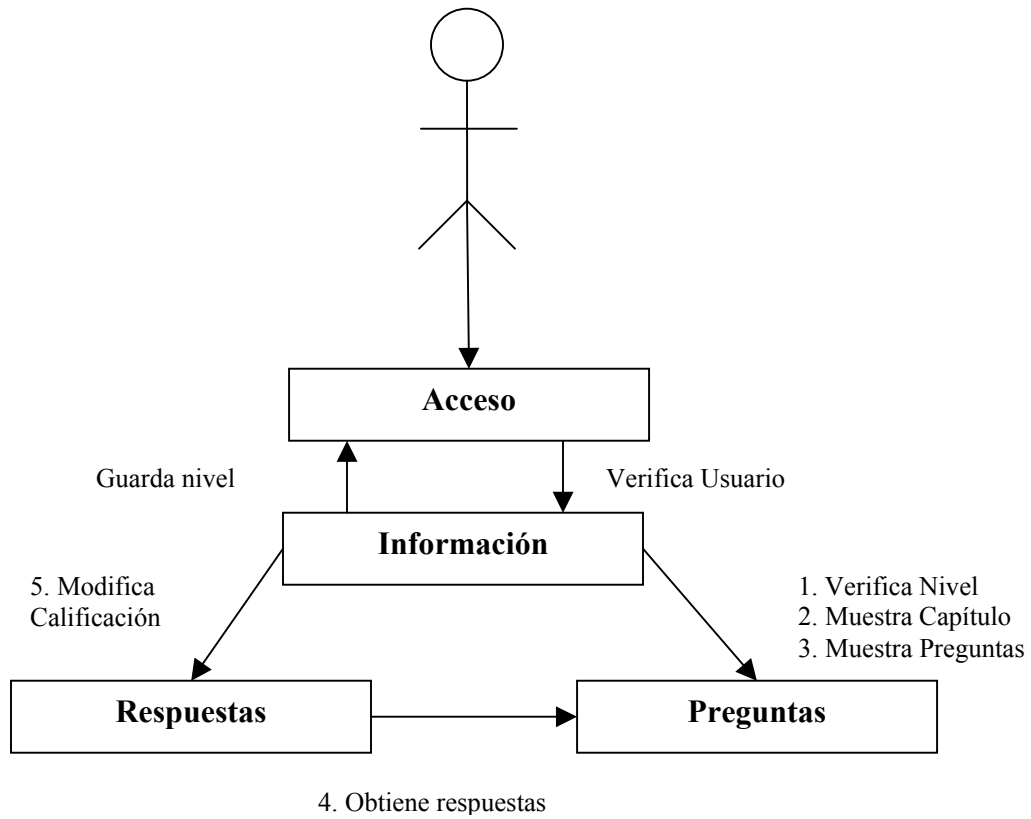 Acceso
Guarda nivel
Verifica Usuario
Información
5. Modifica
Calificación
1. Verifica Nivel
2. Muestra Capítulo
3. Muestra Preguntas
Respuestas
Preguntas
4. Obtiene respuestas